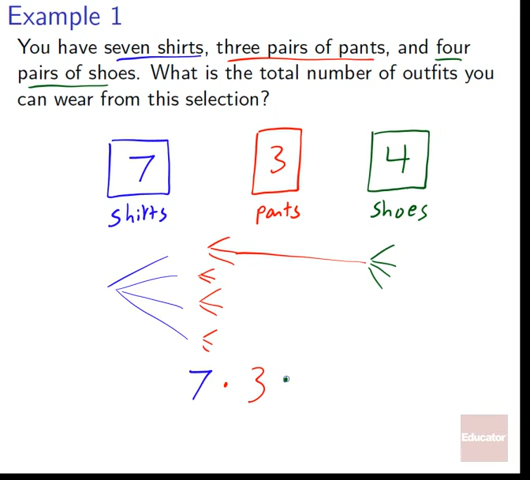 Example 1
You have seven shirts, three pairs of pants, and four
pairs of shoes. What is the total number of outfits you
can wear from this selection?
7 3 4
shirts pants shoes
7 · 3 ·
Educator